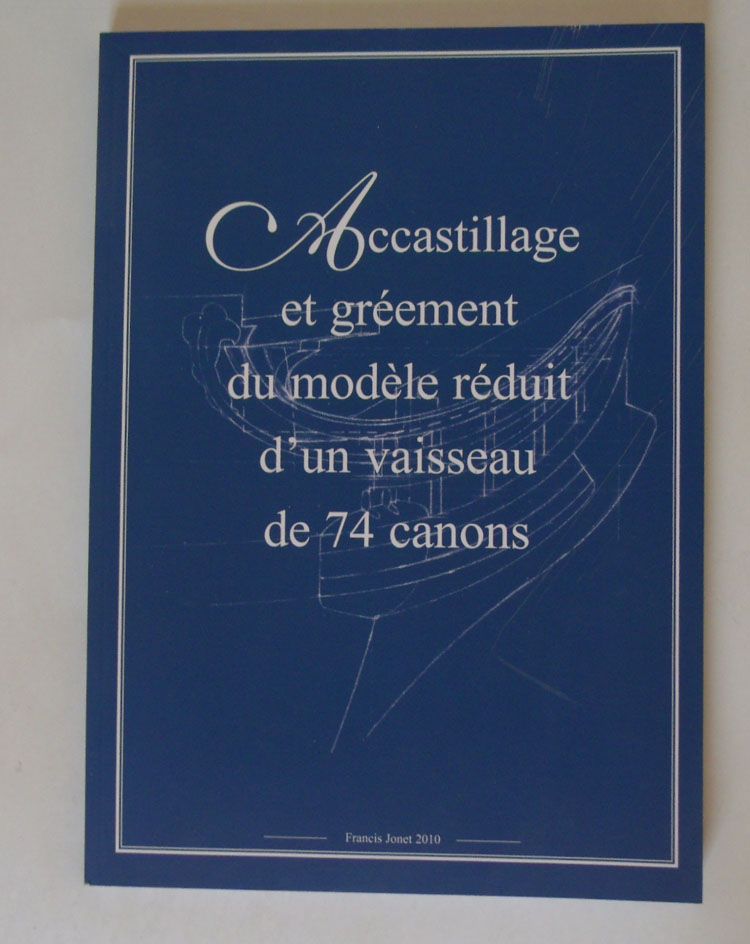 Accastillage
et gréement
du modèle réduit
d'un vaisseau
de 74 canons
Francis Jonet 2010